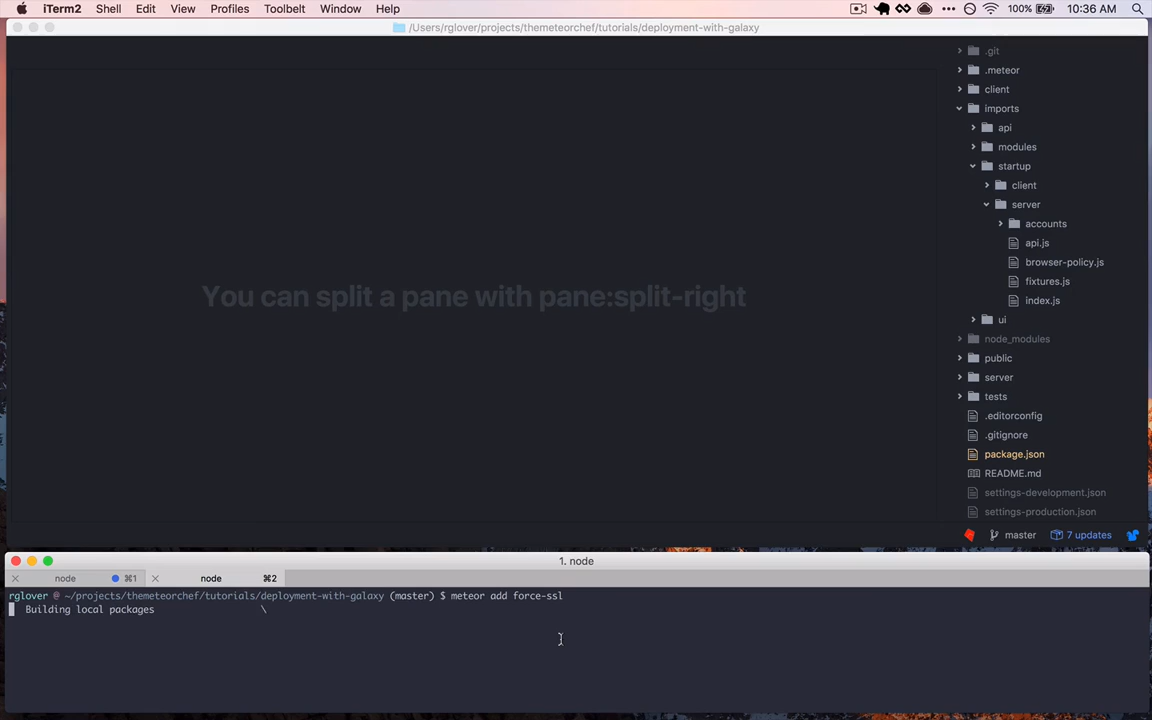 iTerm2 Shell Edit View Profiles Toolbelt Window Help 100% 10:36 AM
/Users/rglover/projects/themeteorchef/tutorials/deployment-with-galaxy
.git
.meteor
client
imports
api
modules
startup
client
server
accounts
api.js
browser-policy.js
fixtures.js
index.js
ui
node_modules
public
server
tests
.editorconfig
.gitignore
package.json
README.md
settings-development.json
settings-production.json
You can split a pane with pane:split-right
master 7 updates
1. node
node ⌘1 node ⌘2
rglover @ ~/projects/themeteorchef/tutorials/deployment-with-galaxy (master) $ meteor add force-ssl
Building local packages \